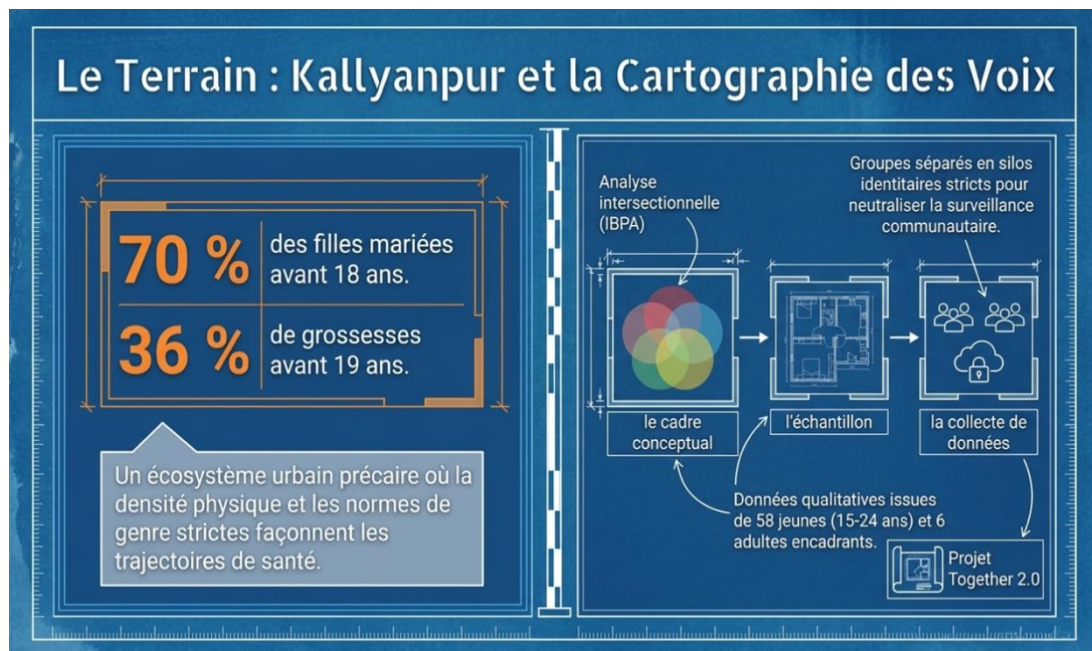 Le Terrain : Kallyanpur et la Cartographie des Voix
70 %
des filles mariées
avant 18 ans.
36 %
de grossesses
avant 19 ans.
Un écosystème urbain précaire où la
densité physique et les normes de
genre strictes façonnent les
trajectoires de santé.
Analyse
intersectionnelle
(IBPA)
Groupes séparés en silos
identitaires stricts pour
neutraliser la surveillance
communautaire.
le cadre
conceptual
l'échantillon
la collecte de
données
Données qualitatives issues
de 58 jeunes (15-24 ans) et 6
adultes encadrants.
Projet
Together 2.0